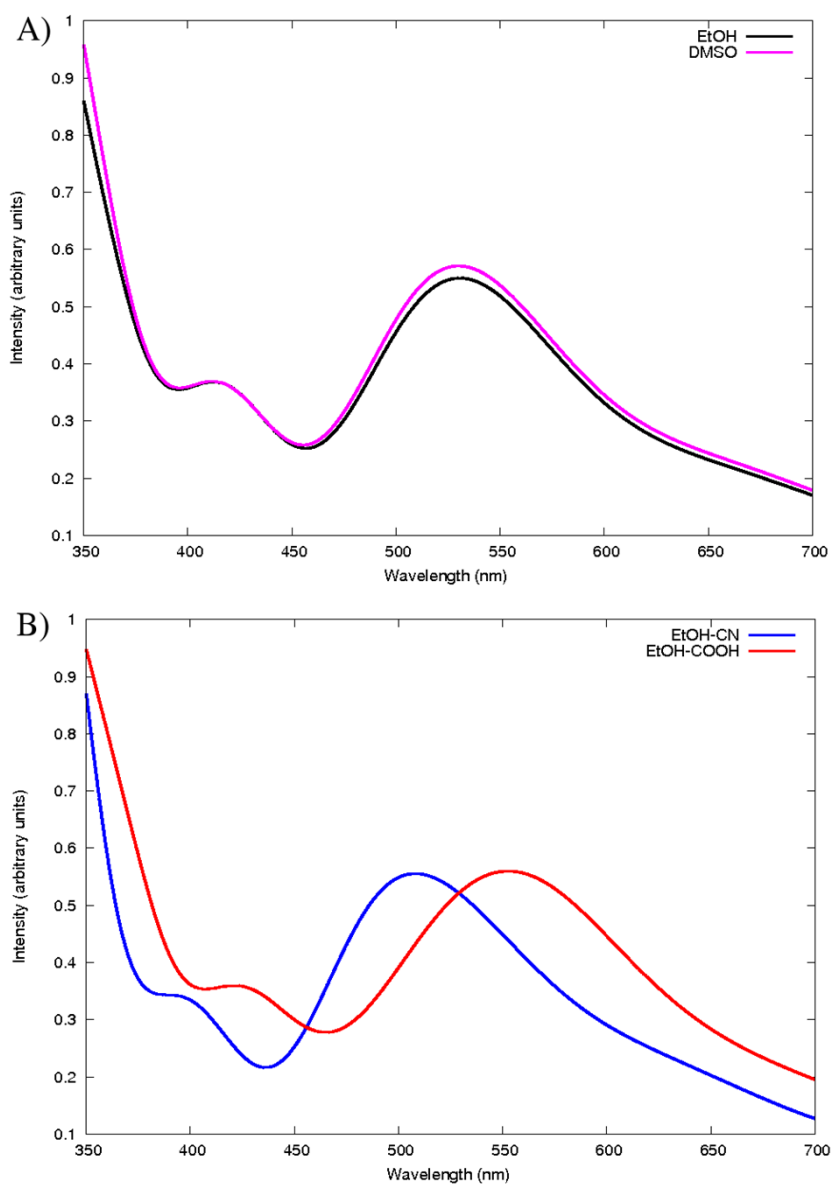 A)
EtOH
DMSO
1
0.9
0.8
0.7
0.6
0.5
0.4
0.3
0.2
0.1
Intensity (arbitrary units)
350 400 450 500 550 600 650 700
Wavelength (nm)
B)
EtOH-CN
EtOH-COOH
1
0.9
0.8
0.7
0.6
0.5
0.4
0.3
0.2
0.1
Intensity (arbitrary units)
350 400 450 500 550 600 650 700
Wavelength (nm)